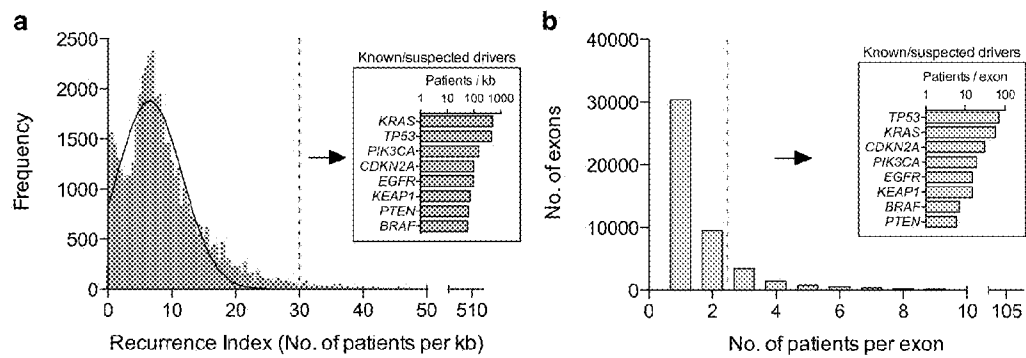 a
2500
2000
1500
1000
500
0
Frequency
0 10 20 30 40 50 510
Recurrence Index (No. of patients per kb)
Known/suspected drivers
Patients / kb
1 10 100 1000
KRAS
TP53
PIK3CA
CDKN2A
EGFR
KEAP1
PTEN
BRAF
b
40000
30000
20000
10000
0
No. of exons
0 2 4 6 8 10 105
No. of patients per exon
Known/suspected drivers
Patients / exon
1 10 100
TP53
KRAS
CDKN2A
PIK3CA
EGFR
KEAP1
BRAF
PTEN